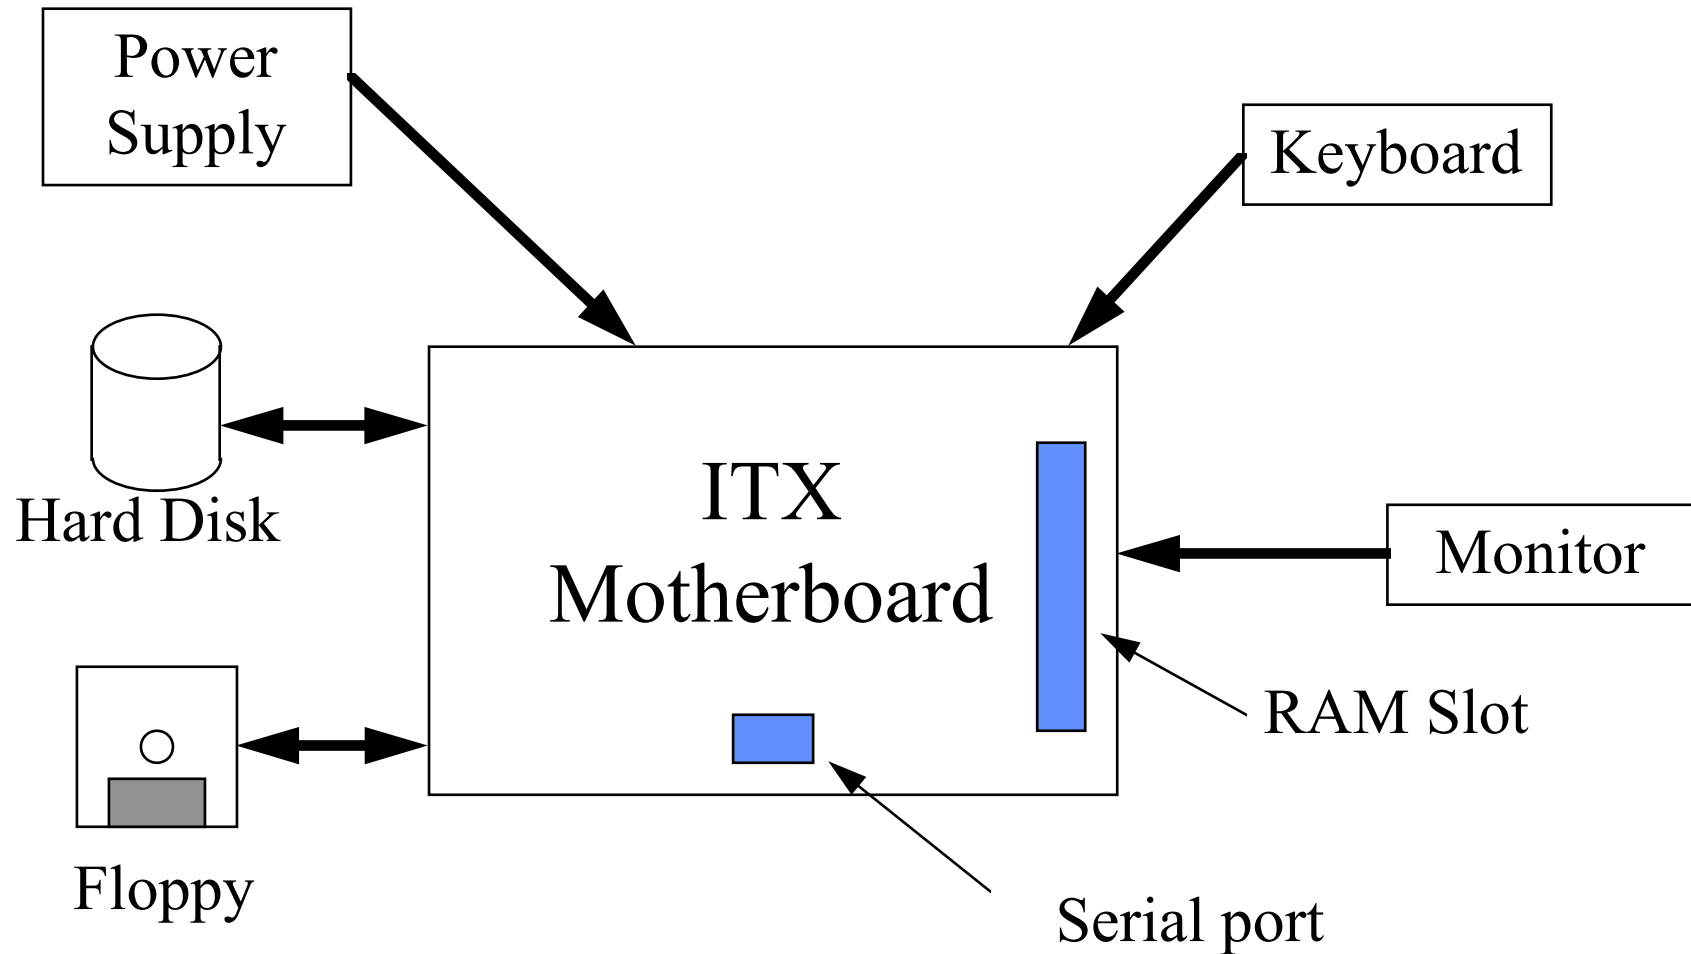 Power
Supply
Keyboard
Hard Disk
ITX
Motherboard
Monitor
RAM Slot
Floppy
Serial port